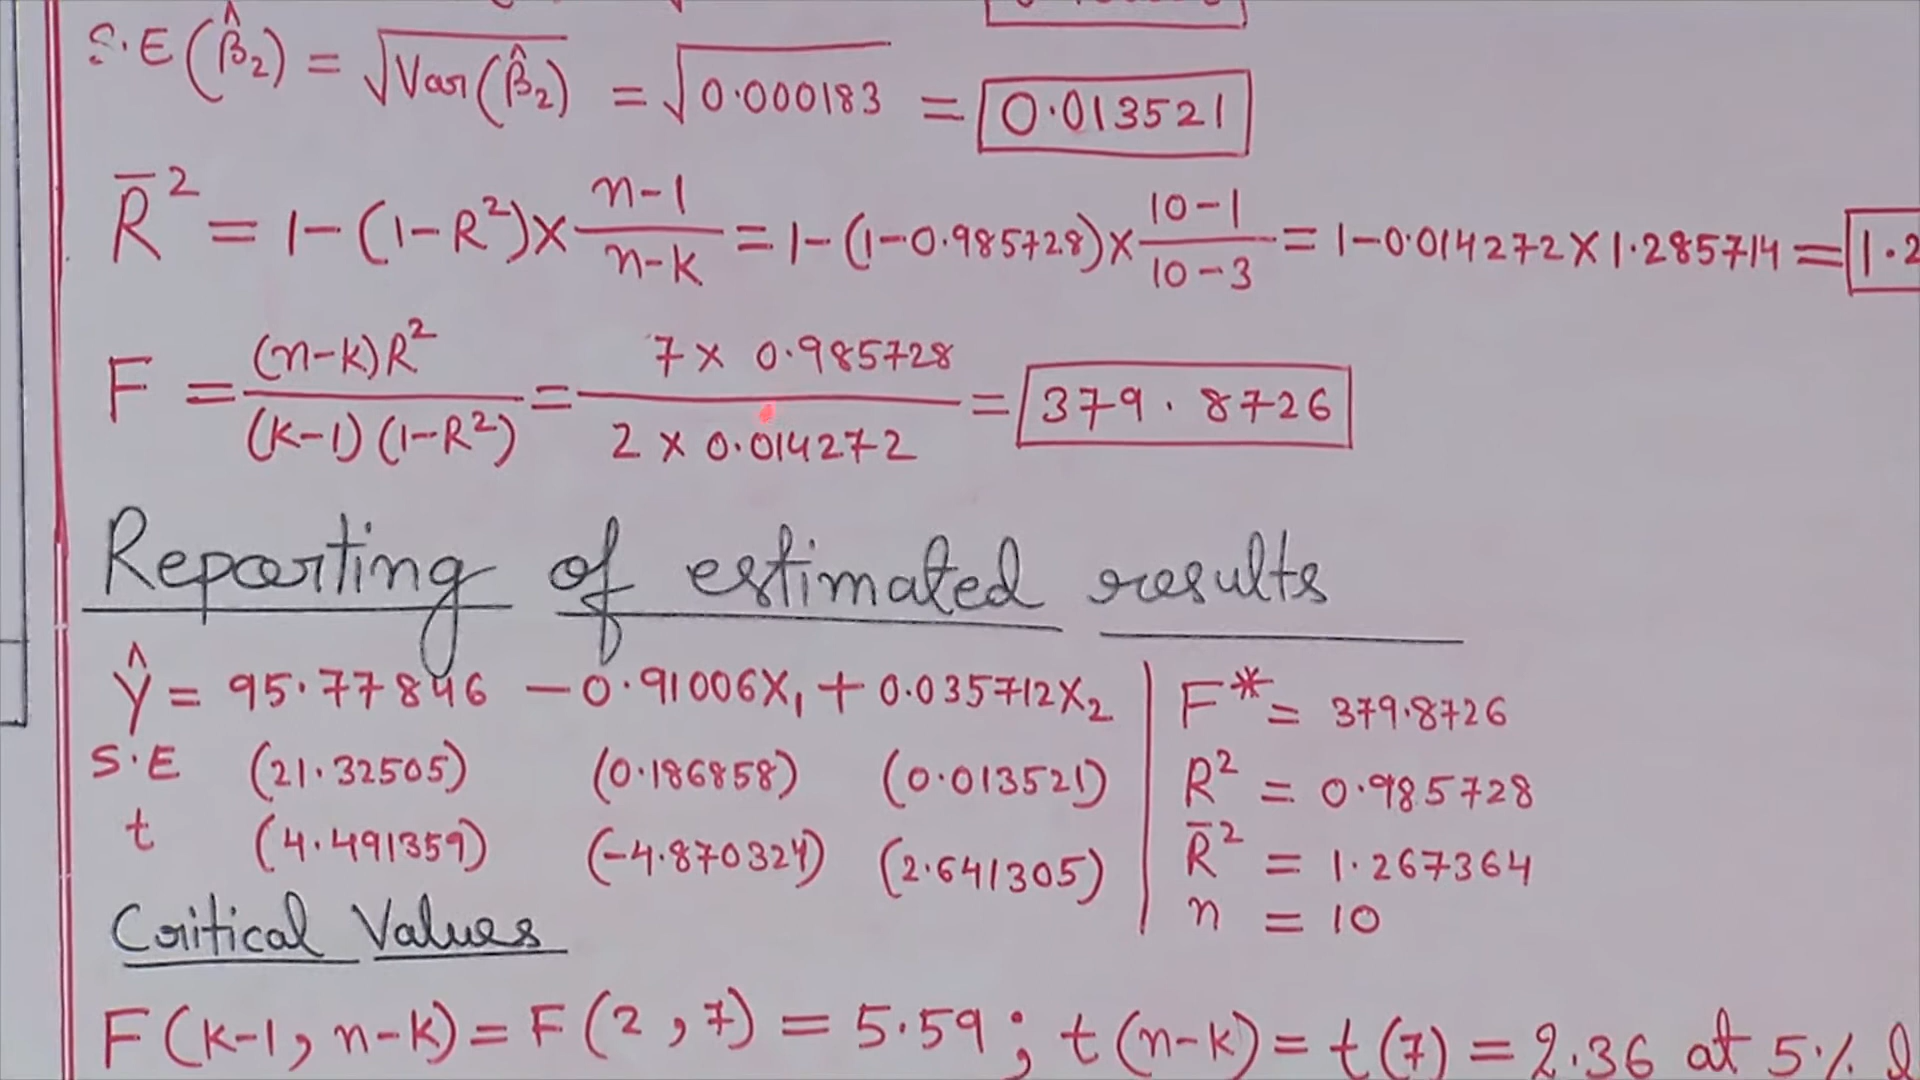 S.E(β̂₂) = √Var(β̂₂) = √0.000183 = 0.013521
R̄² = 1-(1-R²)× n-1/n-k = 1-(1-0.985728)× 10-1/10-3 = 1-0.014272×1.285714 = 1.2
F = (n-k)R²/(k-1)(1-R²) = 7 × 0.985728/2 × 0.014272 = 379.8726
Reporting of estimated results
Ŷ = 95.77846 -0.91006X₁ + 0.035712X₂
S.E (21.32505) (0.186858) (0.013521)
t (4.491359) (-4.870324) (2.641305)
F* = 379.8726
R² = 0.985728
R̄² = 1.267364
n = 10
Critical Values
F(k-1, n-k) = F(2,7) = 5.59; t(n-k) = t(7) = 2.36 at 5%